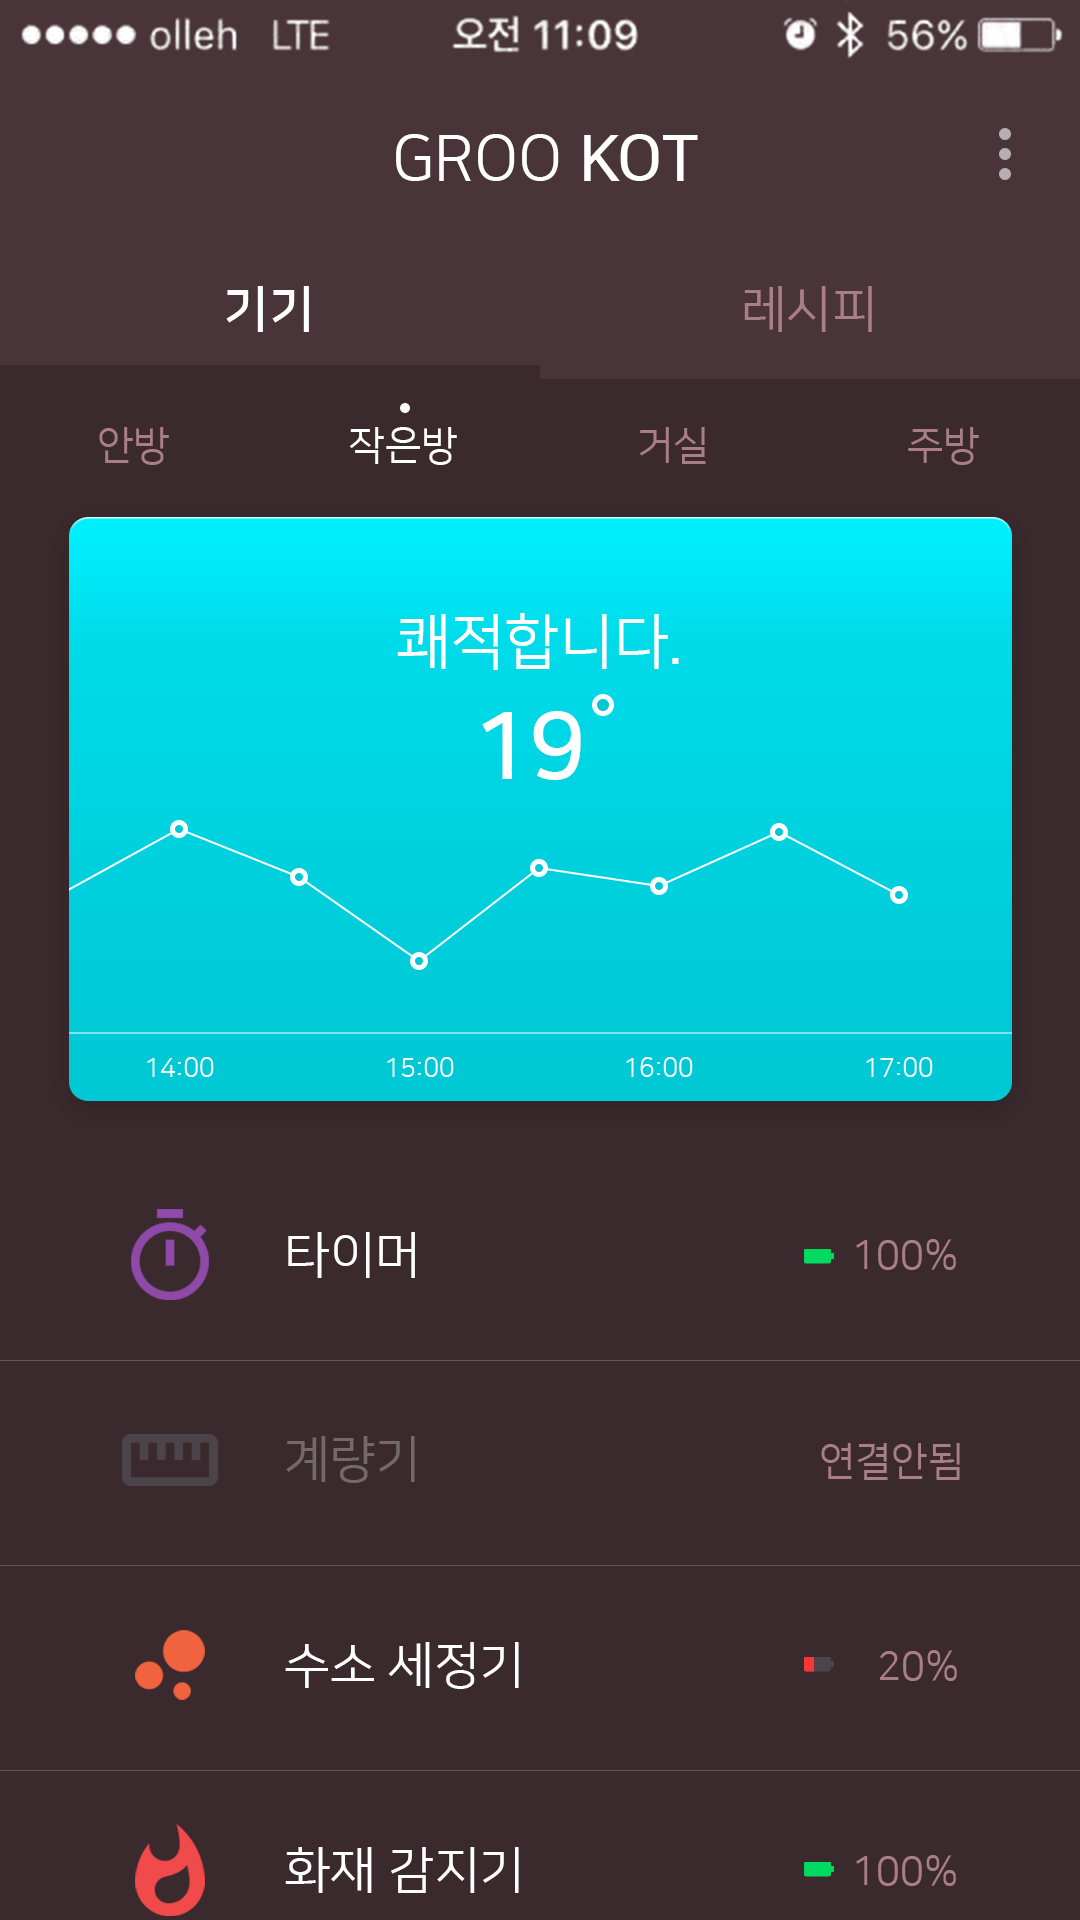 olleh LTE 오전 11:09 56%
GROO KOT
기기 레시피
안방 작은방 거실 주방
쾌적합니다.
19°
14:00 15:00 16:00 17:00
타이머 100%
계량기 연결안됨
수소 세정기 20%
화재 감지기 100%